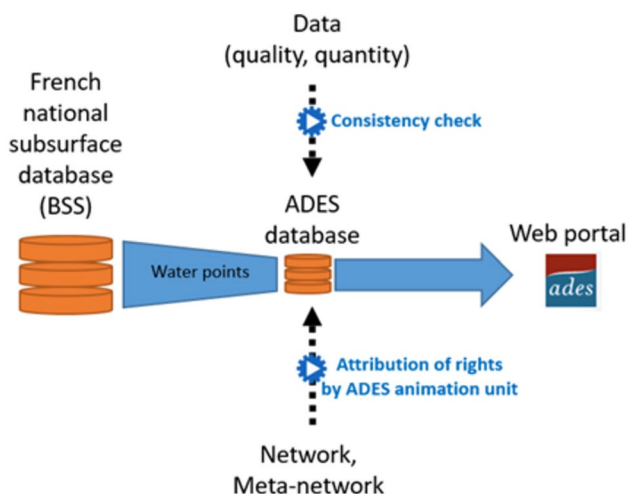 Data
(quality, quantity)
French
national
subsurface
database
(BSS)
Consistency check
ADES
database
Web portal
Water points
ades
Attribution of rights
by ADES animation unit
Network,
Meta-network